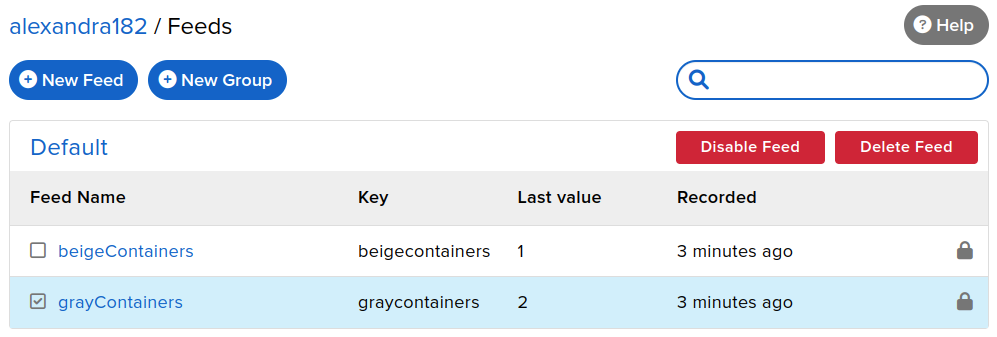 alexandra182 / Feeds
Help
New Feed
New Group
Default
Disable Feed
Delete Feed
Feed Name Key Last value Recorded
beigeContainers beigecontainers 1 3 minutes ago
grayContainers graycontainers 2 3 minutes ago